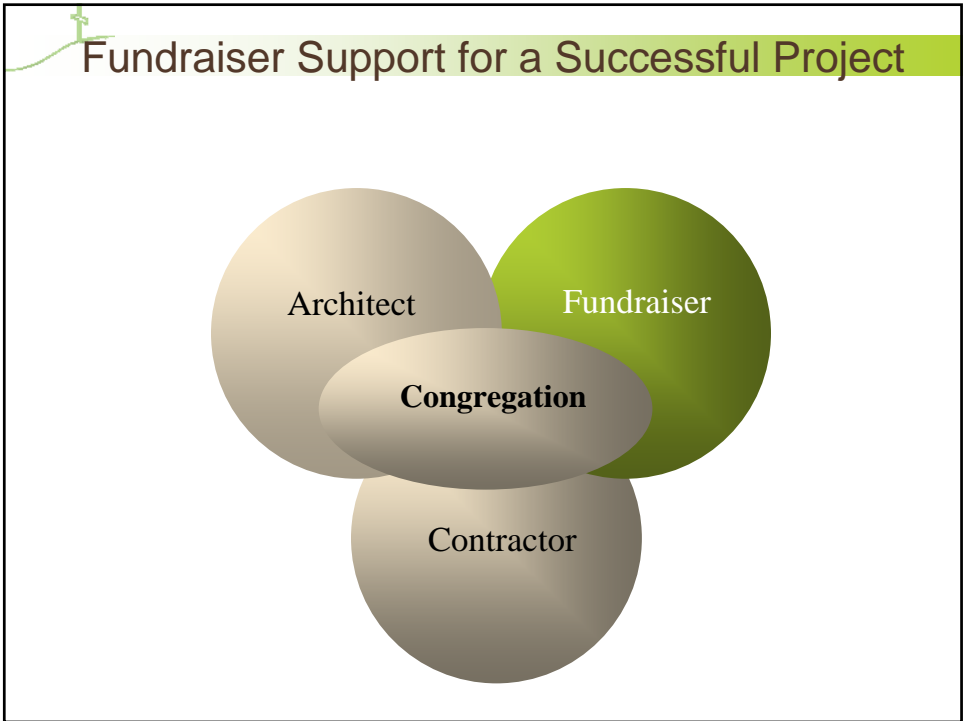 Fundraiser Support for a Successful Project
Architect
Fundraiser
Congregation
Contractor